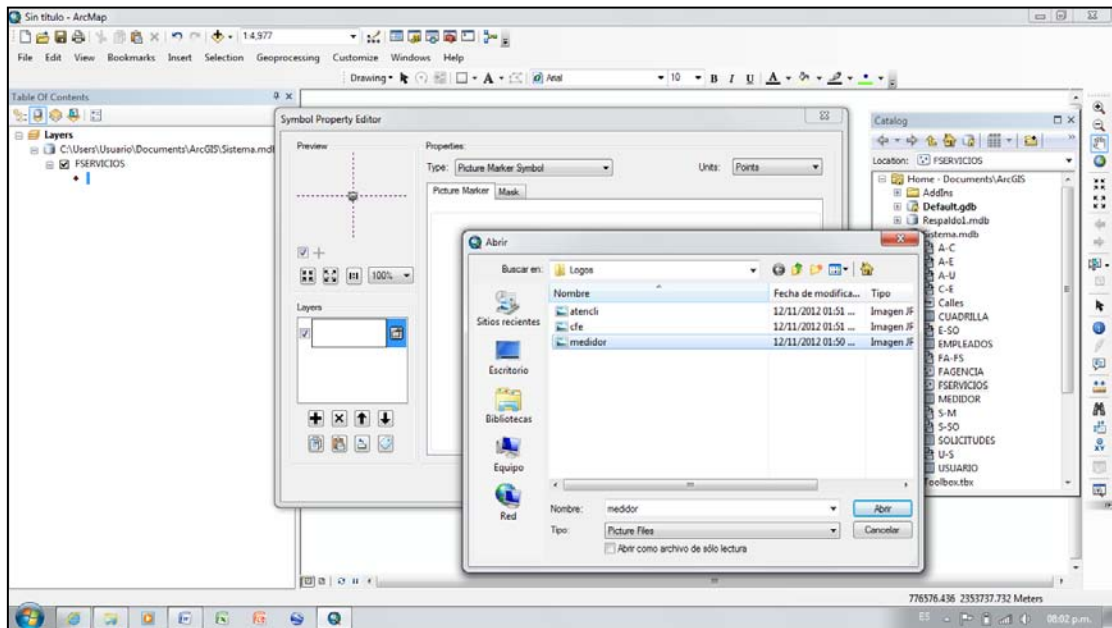 Sin título - ArcMap
1:4,977
File Edit View Bookmarks Insert Selection Geoprocessing Customize Windows Help
Drawing A Arial 10 B I U A
Table Of Contents
Layers
C:\Users\Usuario\Documents\ArcGIS\Sistema.mdb
FSERVICIOS
Symbol Property Editor
Preview
100%
Layers
Properties:
Type: Picture Marker Symbol
Units: Points
Picture Marker Mask
Abrir
Buscar en: Logos
Sitios recientes
Escritorio
Bibliotecas
Equipo
Red
Nombre Fecha de modifica... Tipo
atencli 12/11/2012 01:51 ... Imagen JF
cfe 12/11/2012 01:51 ... Imagen JF
medidor 12/11/2012 01:50 ... Imagen JF
Nombre: medidor
Abrir
Tipo: Picture Files
Cancelar
Abrir como archivo de sólo lectura
Catalog
Location: FSERVICIOS
Home - Documents\ArcGIS
AddIns
Default.gdb
Respaldo1.mdb
Sistema.mdb
A-C
A-E
A-U
C-E
Calles
CUADRILLA
E-SO
EMPLEADOS
FA-FS
FAGENCIA
FSERVICIOS
MEDIDOR
S-M
S-SO
SOLICITUDES
U-S
USUARIO
Toolbox.tbx
776576.436 2353737.732 Meters
ES
08:02 p.m.